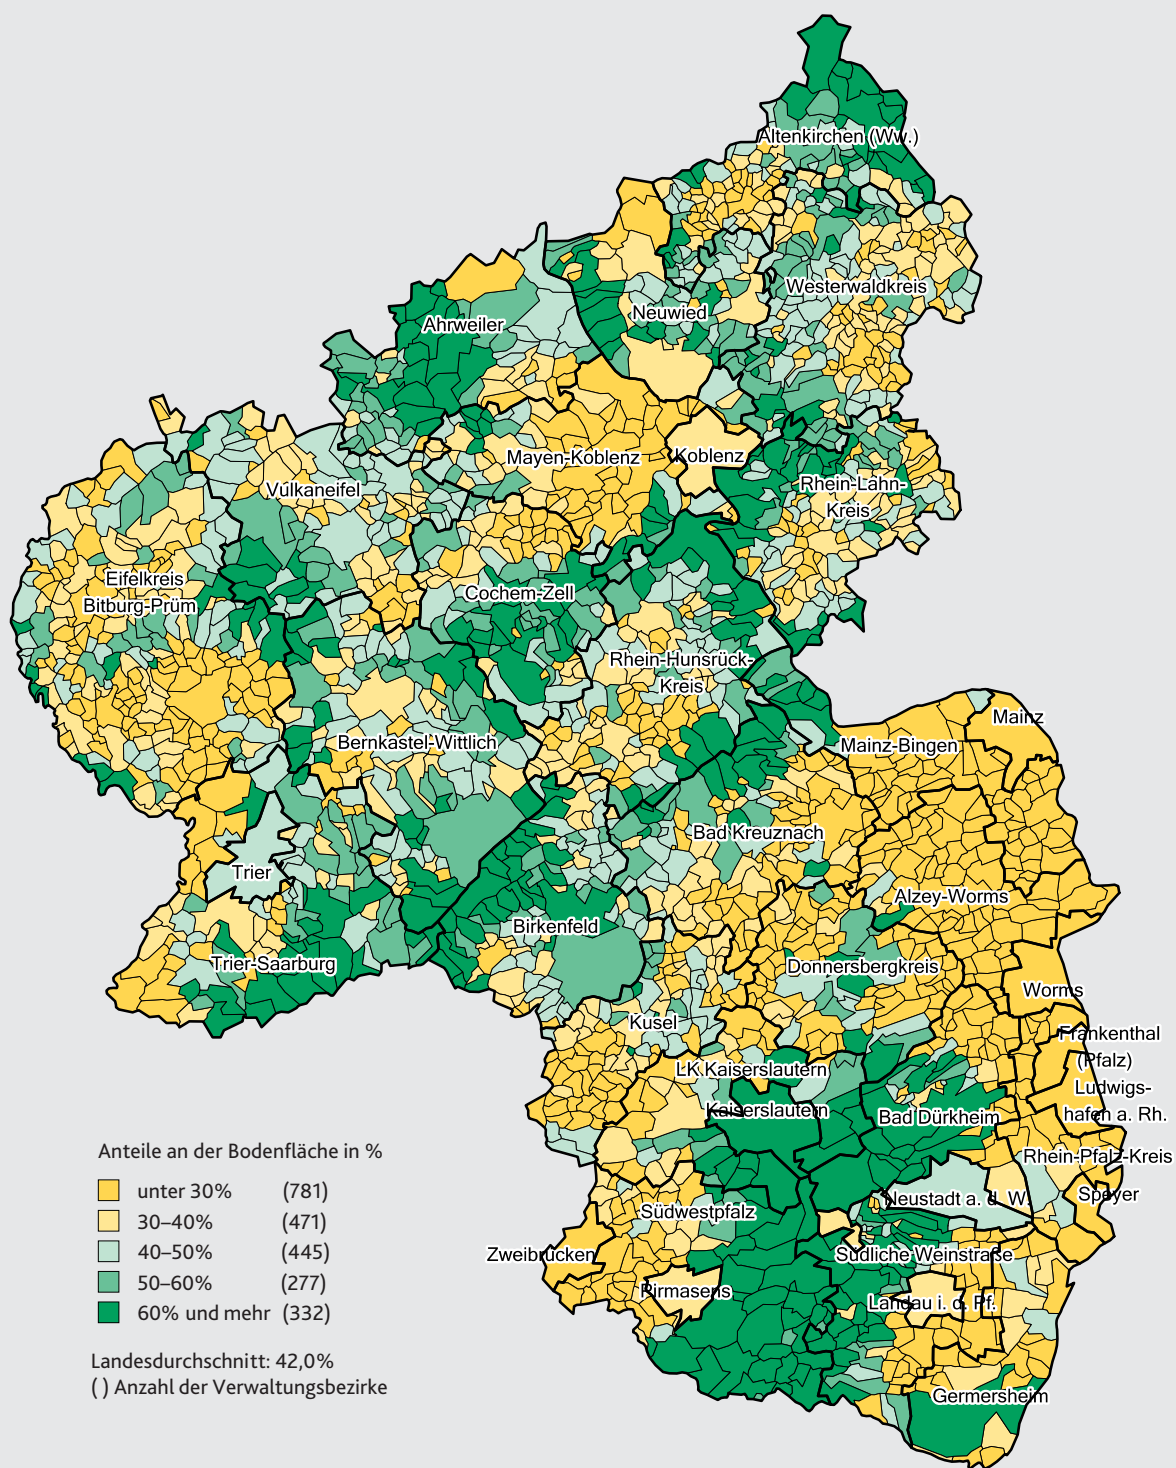 Altenkirchen (Ww.)
Westerwaldkreis
Neuwied
Ahrweiler
Mayen-Koblenz
Koblenz
Rhein-Lahn-
Kreis
Vulkaneifel
Eifelkreis
Bitburg-Prüm
Cochem-Zell
Rhein-Hunsrück-
Kreis
Mainz
Mainz-Bingen
Bernkastel-Wittlich
Bad Kreuznach
Trier
Alzey-Worms
Birkenfeld
Trier-Saarburg
Donnersbergkreis
Worms
Kusel
Frankenthal
(Pfalz)
LK Kaiserslautern
Ludwigs-
hafen a. Rh.
Kaiserslautern
Bad Dürkheim
Rhein-Pfalz-Kreis
Neustadt a. d. W.
Speyer
Südwestpfalz
Zweibrücken
Südliche Weinstraße
Pirmasens
Landau i. d. Pf.
Germersheim
Anteile an der Bodenfläche in %
unter 30% (781)
30–40% (471)
40–50% (445)
50–60% (277)
60% und mehr (332)
Landesdurchschnitt: 42,0%
( ) Anzahl der Verwaltungsbezirke